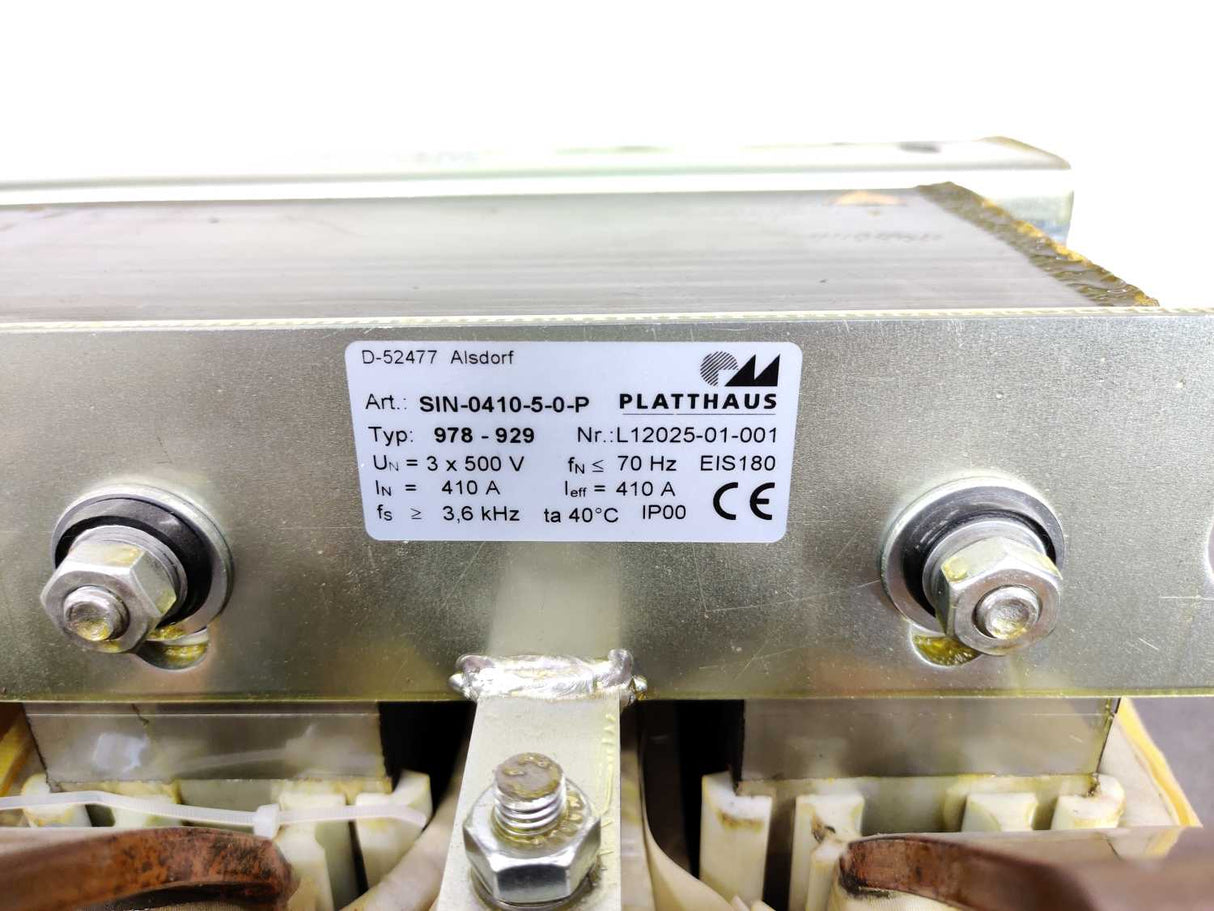 D-52477 Alsdorf
PLATTHAUS
Art.: SIN-0410-5-0-P
Typ: 978 - 929 Nr.:L12025-01-001
UN = 3 x 500 V fN ≤ 70 Hz EIS180
IN = 410 A Ieff = 410 A
fs ≥ 3,6 kHz ta 40°C IP00 CE